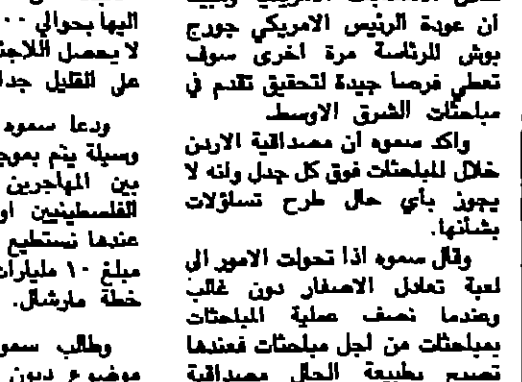 ان عودة الرئيس الامريكي جورج
بوش للرئاسة مرة اخرى سوف
تعطي فرصا جيدة لتحقيق تقدم في
مباحثات الشرق الاوسط.
واكد سموه ان مصداقية الاردن
خلال المباحثات فوق كل جدل وانه لا
يجوز بأي حال طرح تساؤلات
بشأنها.
وقال سموه اذا تحولت الامور الى
لعبة تعادل الاصفار دون غالب
وعندما نصف عملية المباحثات
بمباحثات من اجل مباحثات فعندها
تصبح بطبيعة الحال مصداقية
اليها بحوالي ٠٠
لا يحصل اللاجئ
على القليل جدا
ودعا سموه
وسيلة يتم بموج
بين المهاجرين
الفلسطينيين او
عندها تستطيع
مبلغ ١٠ مليارات
خطة مارشال.
وطالب سمو
موضوع ديون